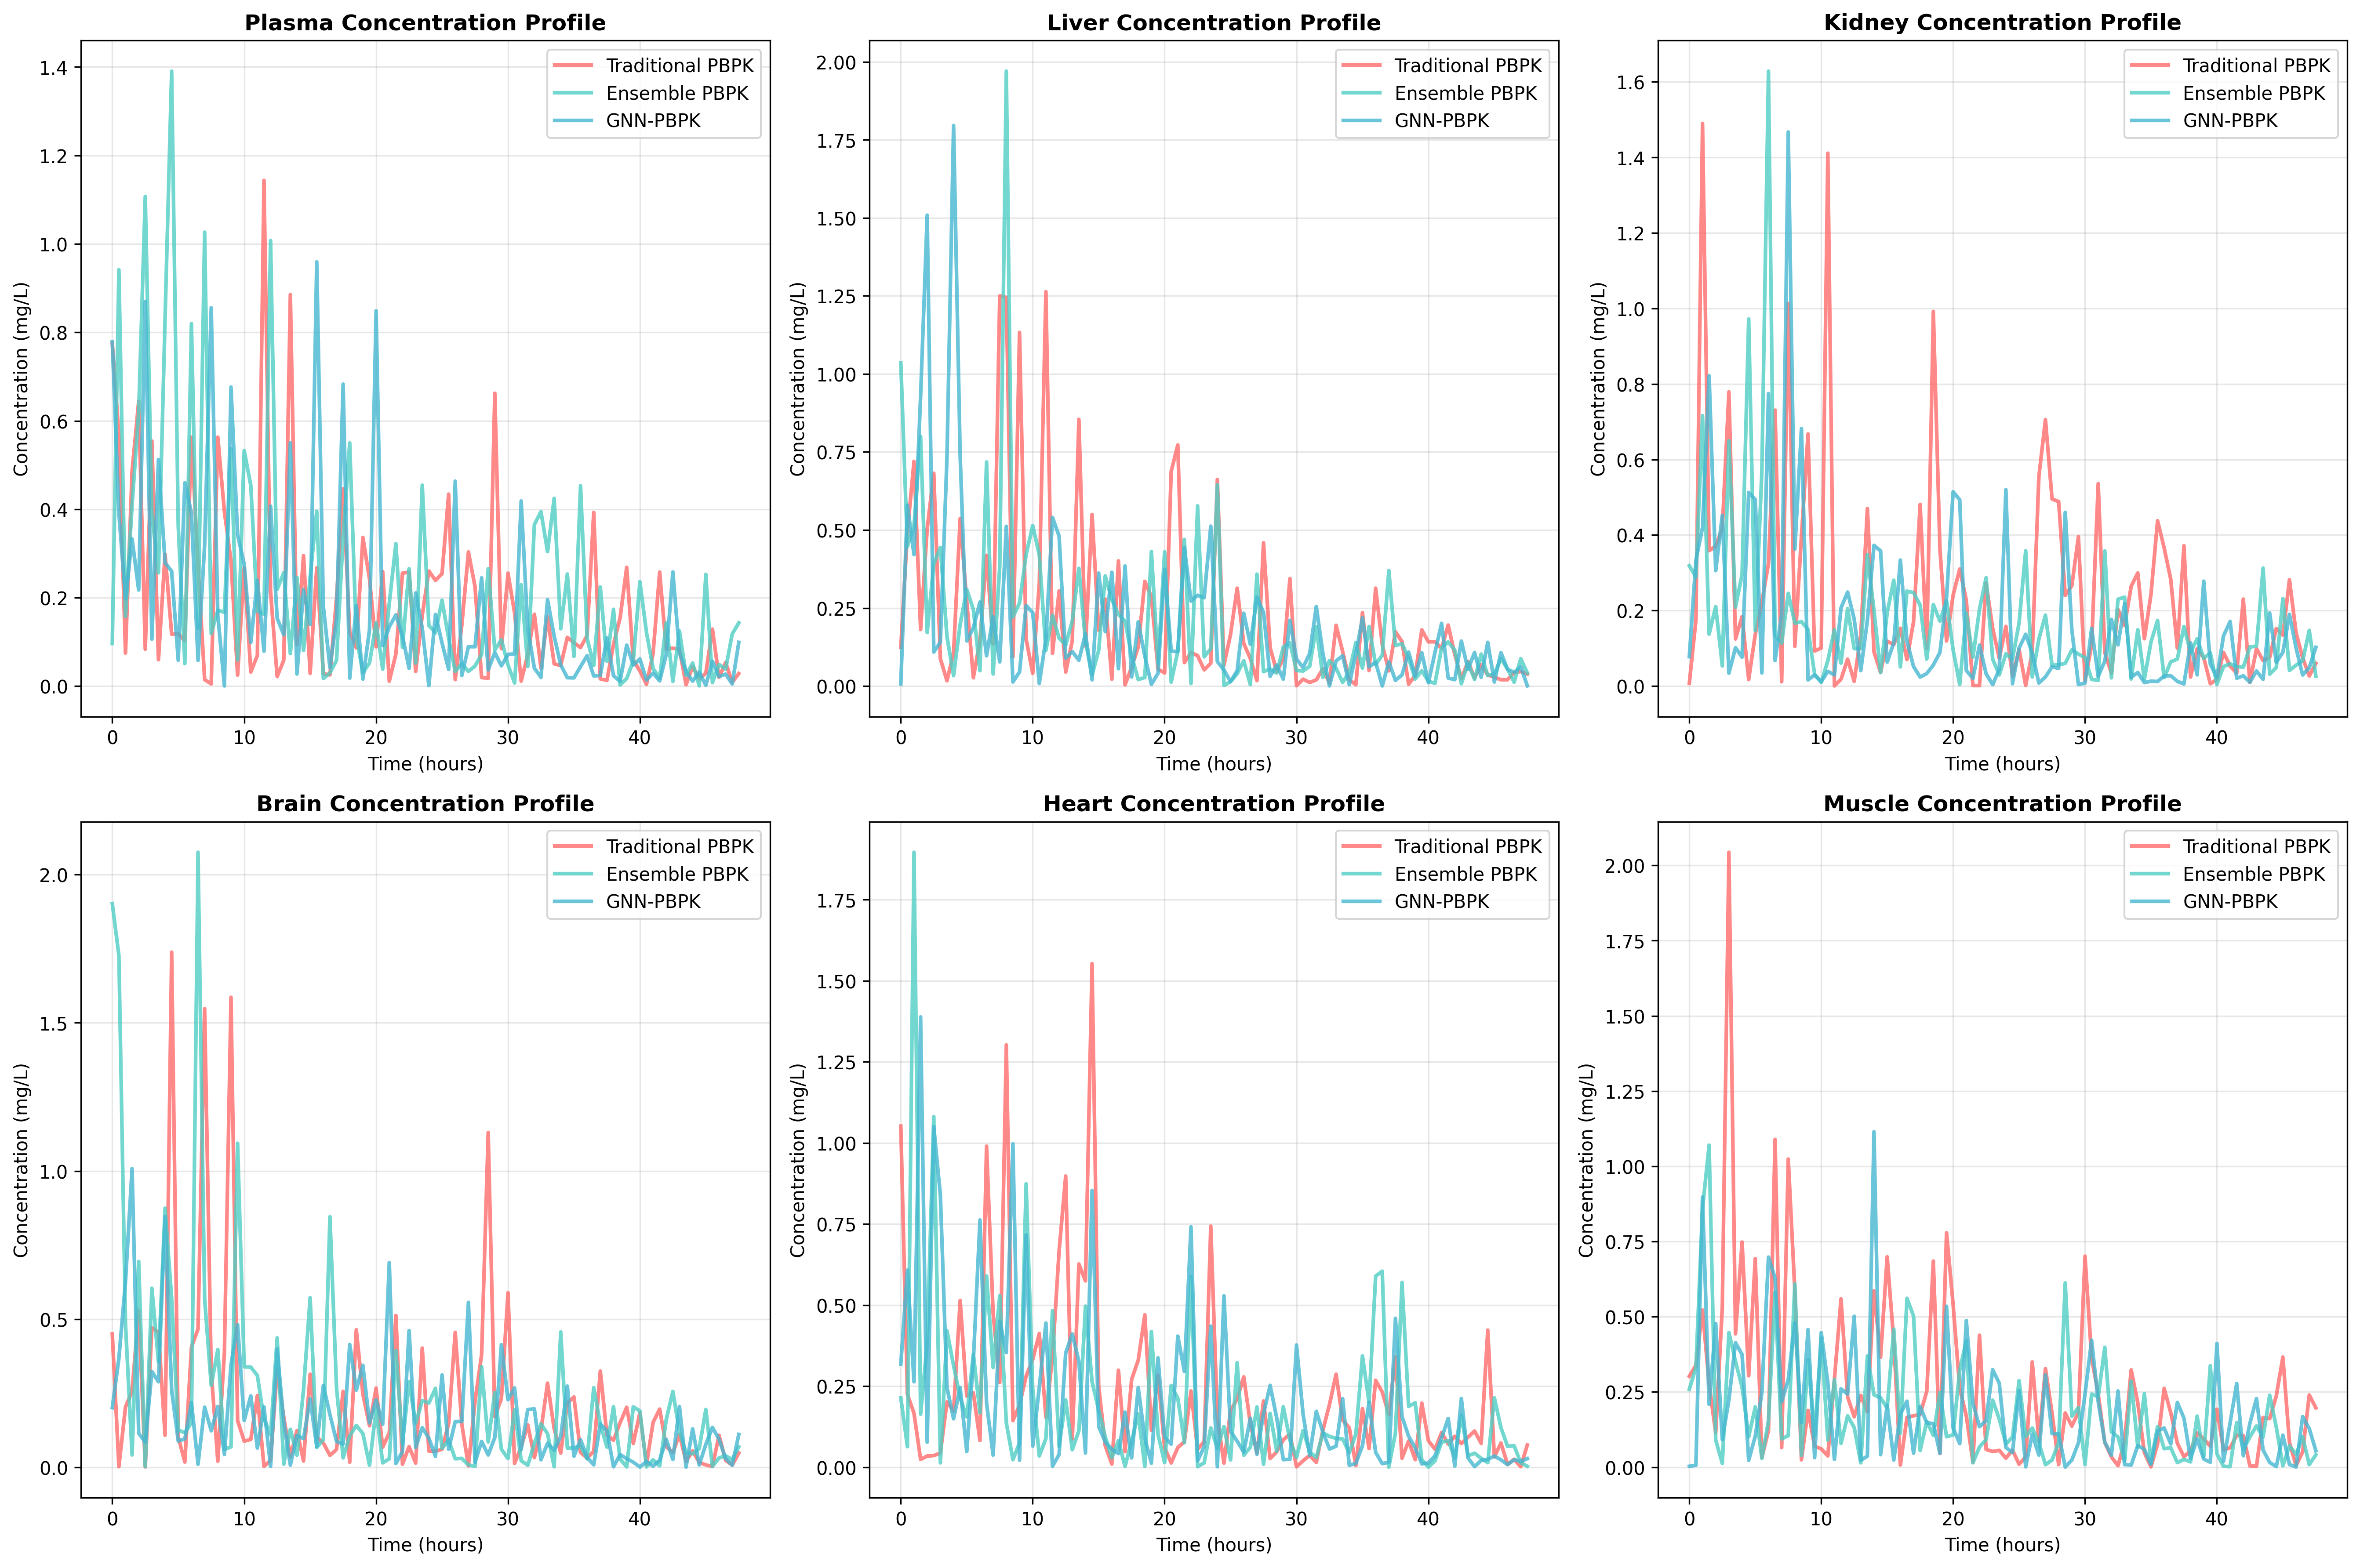 Plasma Concentration Profile
Concentration (mg/L)
1.4
1.2
1.0
0.8
0.6
0.4
0.2
0.0
Traditional PBPK
Ensemble PBPK
GNN-PBPK
0 10 20 30 40
Time (hours)
Liver Concentration Profile
Concentration (mg/L)
2.00
1.75
1.50
1.25
1.00
0.75
0.50
0.25
0.00
Traditional PBPK
Ensemble PBPK
GNN-PBPK
0 10 20 30 40
Time (hours)
Kidney Concentration Profile
Concentration (mg/L)
1.6
1.4
1.2
1.0
0.8
0.6
0.4
0.2
0.0
Traditional PBPK
Ensemble PBPK
GNN-PBPK
0 10 20 30 40
Time (hours)
Brain Concentration Profile
Concentration (mg/L)
2.0
1.5
1.0
0.5
0.0
Traditional PBPK
Ensemble PBPK
GNN-PBPK
0 10 20 30 40
Time (hours)
Heart Concentration Profile
Concentration (mg/L)
1.75
1.50
1.25
1.00
0.75
0.50
0.25
0.00
Traditional PBPK
Ensemble PBPK
GNN-PBPK
0 10 20 30 40
Time (hours)
Muscle Concentration Profile
Concentration (mg/L)
2.00
1.75
1.50
1.25
1.00
0.75
0.50
0.25
0.00
Traditional PBPK
Ensemble PBPK
GNN-PBPK
0 10 20 30 40
Time (hours)